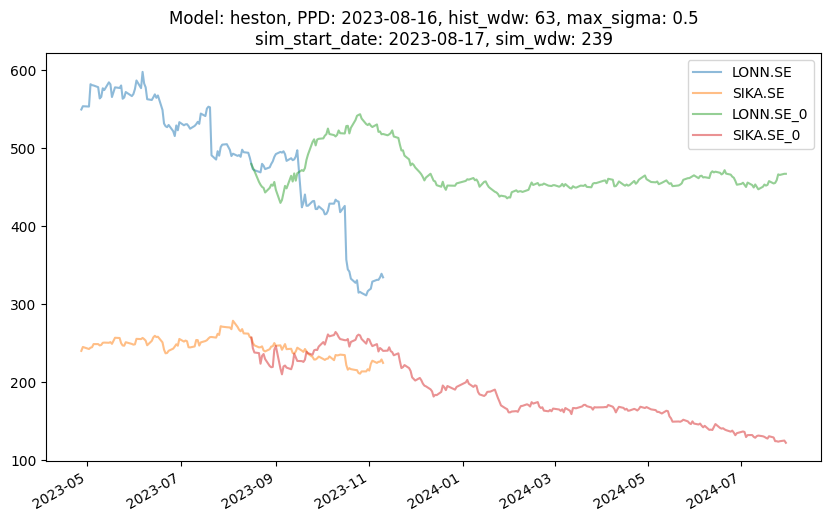 Model: heston, PPD: 2023-08-16, hist_wdw: 63, max_sigma: 0.5
sim_start_date: 2023-08-17, sim_wdw: 239
LONN.SE
SIKA.SE
LONN.SE_0
SIKA.SE_0
600
500
400
300
200
100
2023-05
2023-07
2023-09
2023-11
2024-01
2024-03
2024-05
2024-07